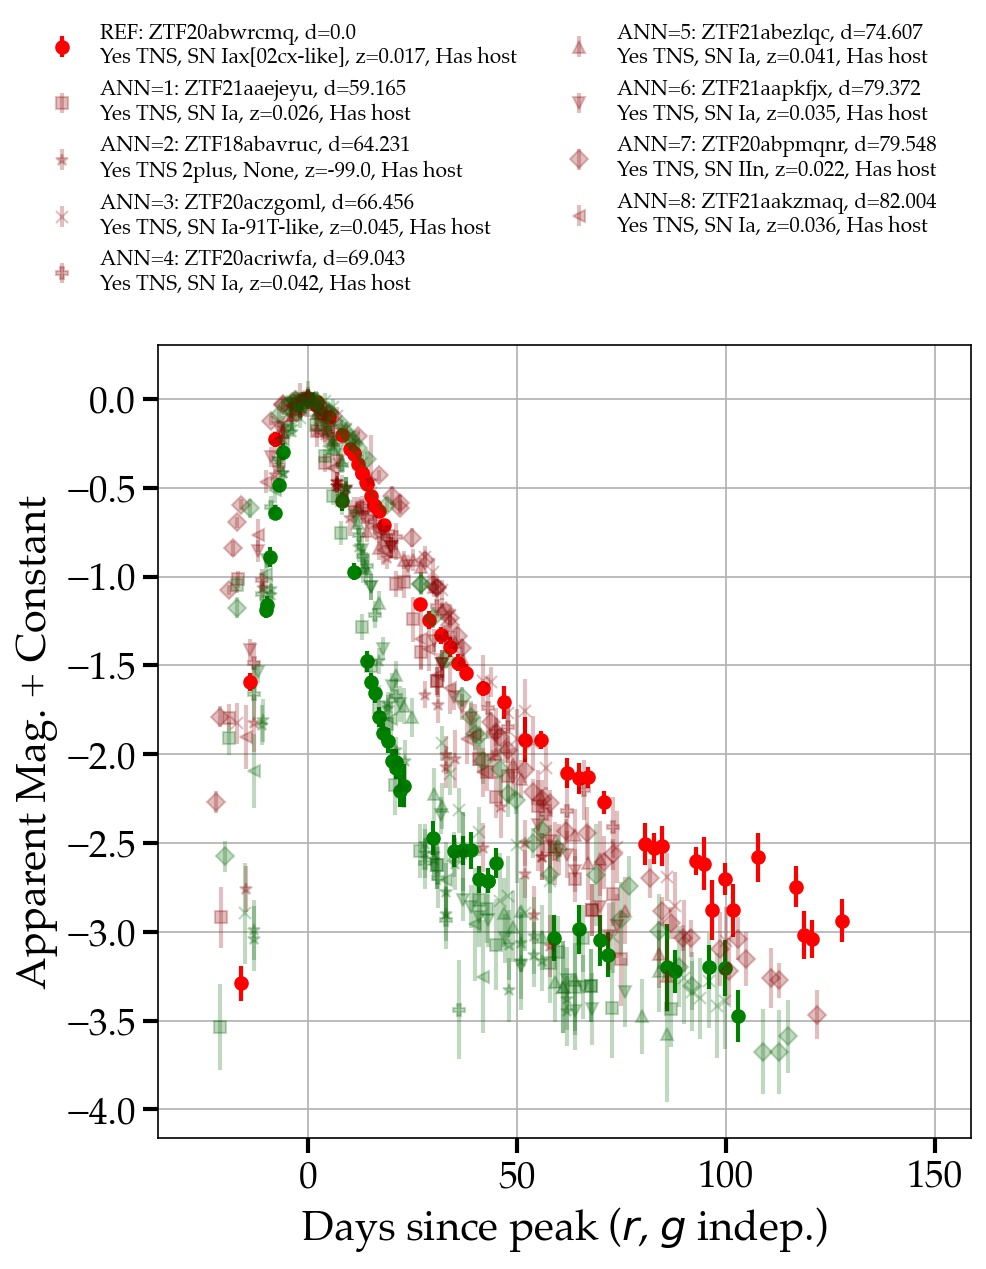 REF: ZTF20abwrcmq, d=0.0
Yes TNS, SN Iax[02cx-like], z=0.017, Has host
ANN=1: ZTF21aaejeyu, d=59.165
Yes TNS, SN Ia, z=0.026, Has host
ANN=2: ZTF18abavruc, d=64.231
Yes TNS 2plus, None, z=-99.0, Has host
ANN=3: ZTF20aczgoml, d=66.456
Yes TNS, SN Ia-91T-like, z=0.045, Has host
ANN=4: ZTF20acriwfa, d=69.043
Yes TNS, SN Ia, z=0.042, Has host
ANN=5: ZTF21abezlqc, d=74.607
Yes TNS, SN Ia, z=0.041, Has host
ANN=6: ZTF21aapkfjx, d=79.372
Yes TNS, SN Ia, z=0.035, Has host
ANN=7: ZTF20abpmqnr, d=79.548
Yes TNS, SN IIn, z=0.022, Has host
ANN=8: ZTF21aakzmaq, d=82.004
Yes TNS, SN Ia, z=0.036, Has host
Apparent Mag. + Constant
0.0
−0.5
−1.0
−1.5
−2.0
−2.5
−3.0
−3.5
−4.0
0 50 100 150
Days since peak (r, g indep.)